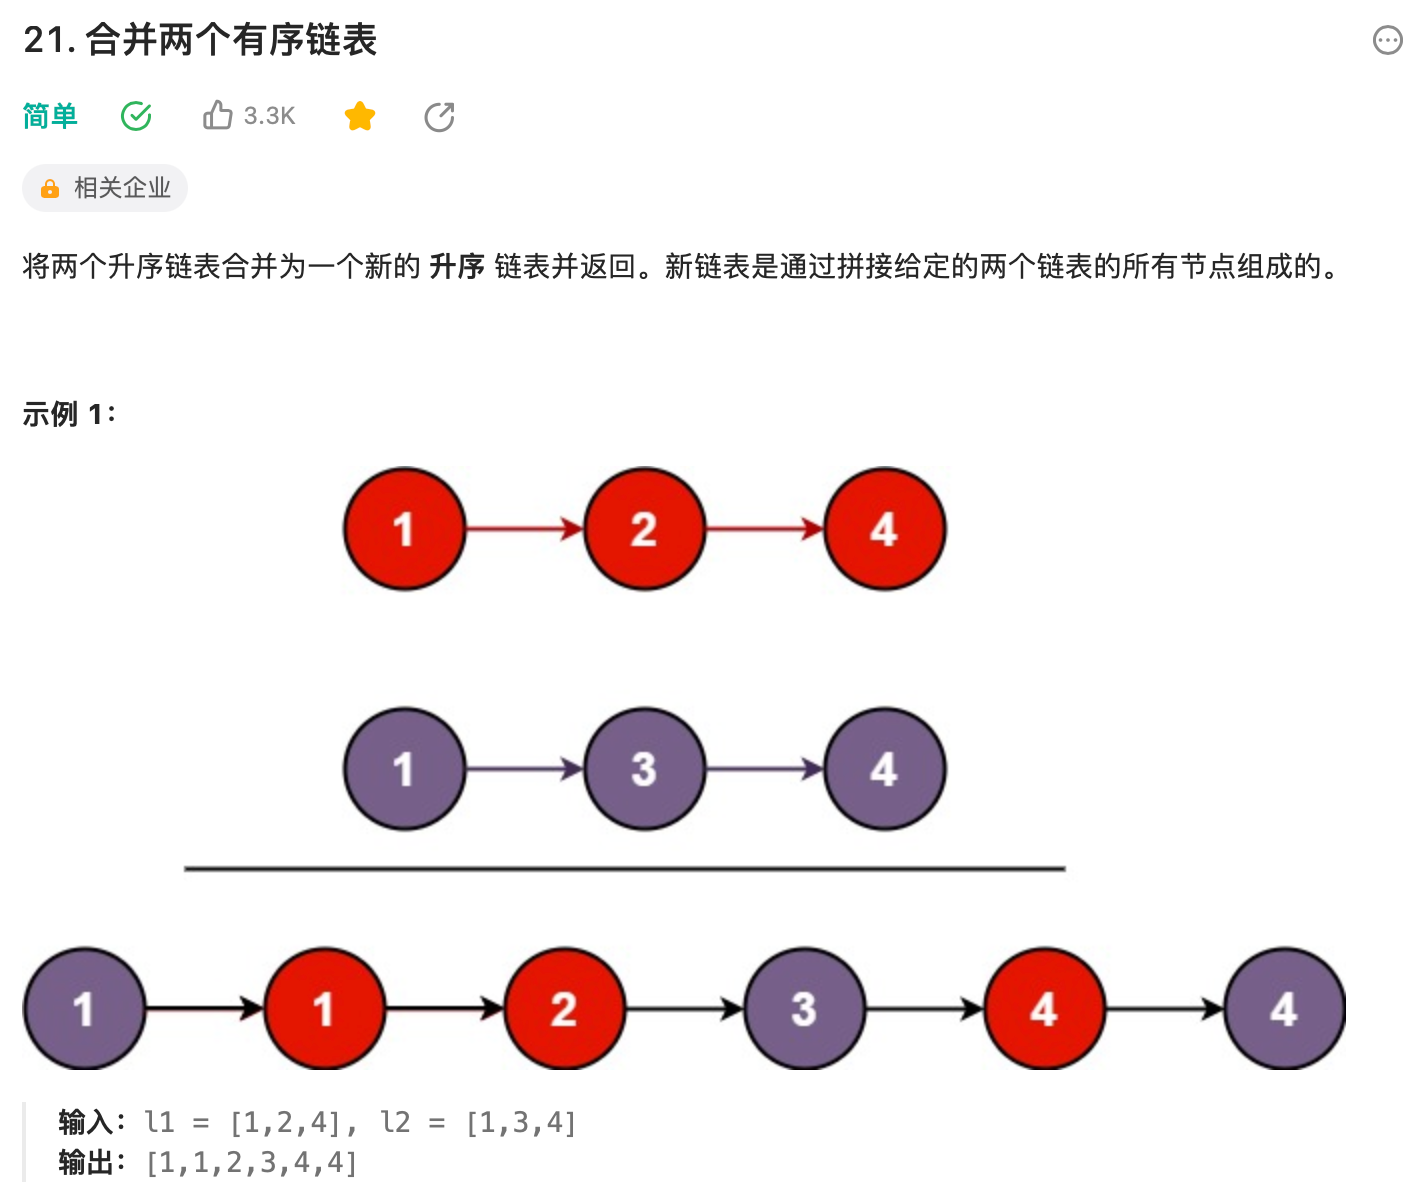 21. 合并两个有序链表
简单 3.3K
相关企业
将两个升序链表合并为一个新的 升序 链表并返回。新链表是通过拼接给定的两个链表的所有节点组成的。
示例 1：
1 2 4
1 3 4
1 1 2 3 4 4
输入：l1 = [1,2,4], l2 = [1,3,4]
输出：[1,1,2,3,4,4]